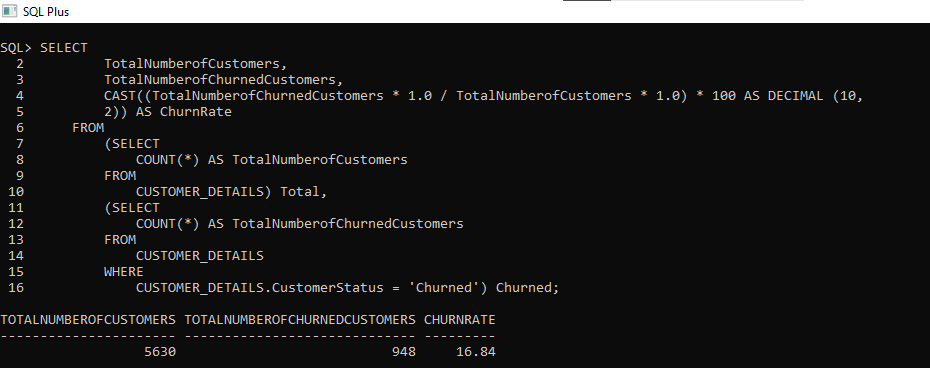 SQL Plus
SQL> SELECT
2 TotalNumberofCustomers,
3 TotalNumberofChurnedCustomers,
4 CAST((TotalNumberofChurnedCustomers * 1.0 / TotalNumberofCustomers * 1.0) * 100 AS DECIMAL (10,
5 2)) AS ChurnRate
6 FROM
7 (SELECT
8 COUNT(*) AS TotalNumberofCustomers
9 FROM
10 CUSTOMER_DETAILS) Total,
11 (SELECT
12 COUNT(*) AS TotalNumberofChurnedCustomers
13 FROM
14 CUSTOMER_DETAILS
15 WHERE
16 CUSTOMER_DETAILS.CustomerStatus = 'Churned') Churned;
TOTALNUMBEROFCUSTOMERS TOTALNUMBEROFCHURNEDCUSTOMERS CHURNRATE
---------------------- ----------------------------- ---------
5630 948 16.84